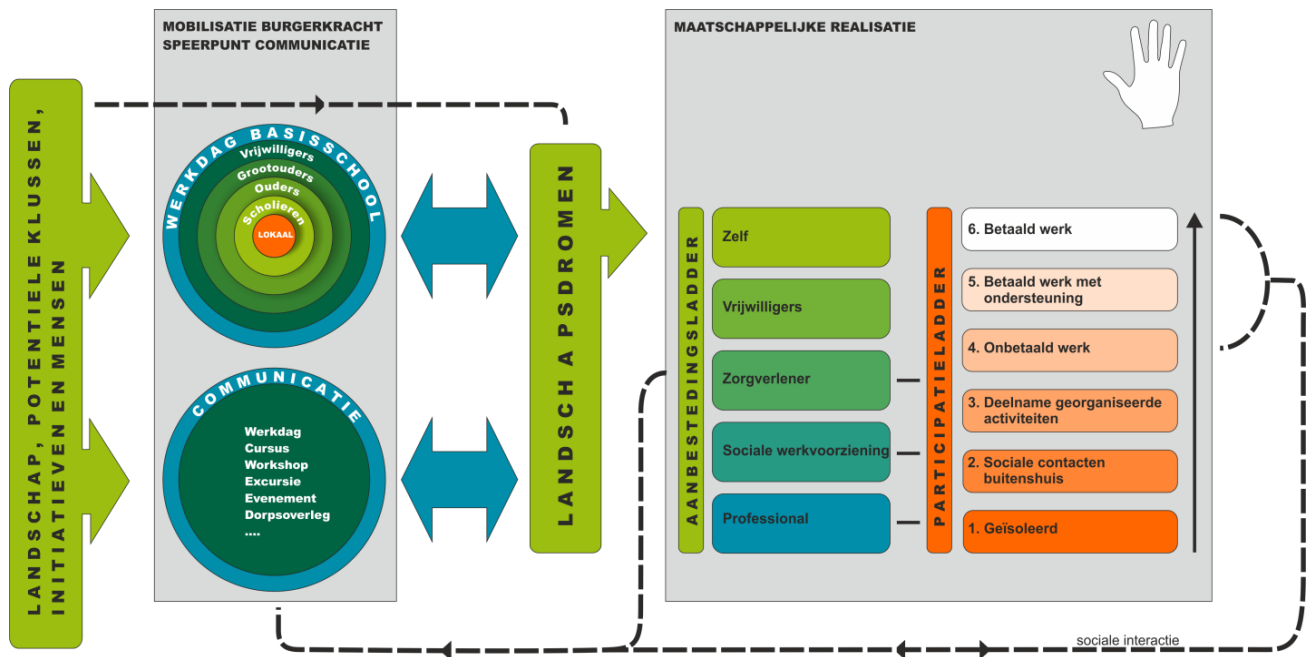 LANDSCHAP, POTENTIELE KLUSSEN,
INITIATIEVEN EN MENSEN
MOBILISATIE BURGERKRACHT
SPEERPUNT COMMUNICATIE
WERKDAG BASISSCHOOL
Vrijwilligers
Grootouders
Ouders
Scholieren
LOKAAL
COMMUNICATIE
Werkdag
Cursus
Workshop
Excursie
Evenement
Dorpsoverleg
....
LANDSCHAPSDROMEN
MAATSCHAPPELIJKE REALISATIE
AANBESTEDINGSLADDER
Zelf
Vrijwilligers
Zorgverlener
Sociale werkvoorziening
Professional
PARTICIPATIELADDER
6. Betaald werk
5. Betaald werk met
ondersteuning
4. Onbetaald werk
3. Deelname georganiseerde
activiteiten
2. Sociale contacten
buitenshuis
1. Geïsoleerd
sociale interactie